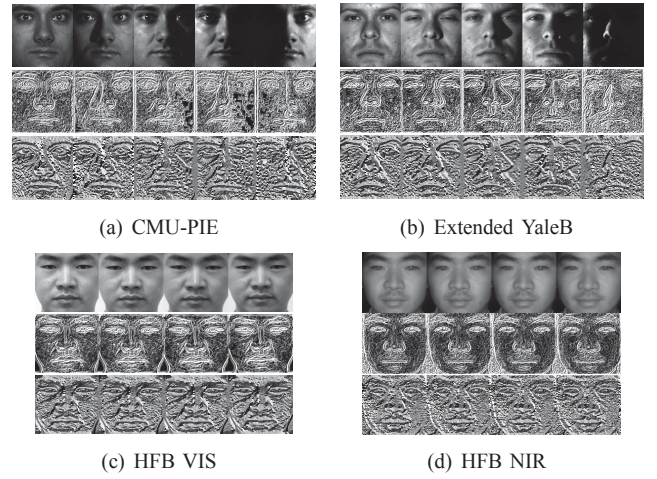 (a) CMU-PIE
(b) Extended YaleB
(c) HFB VIS
(d) HFB NIR